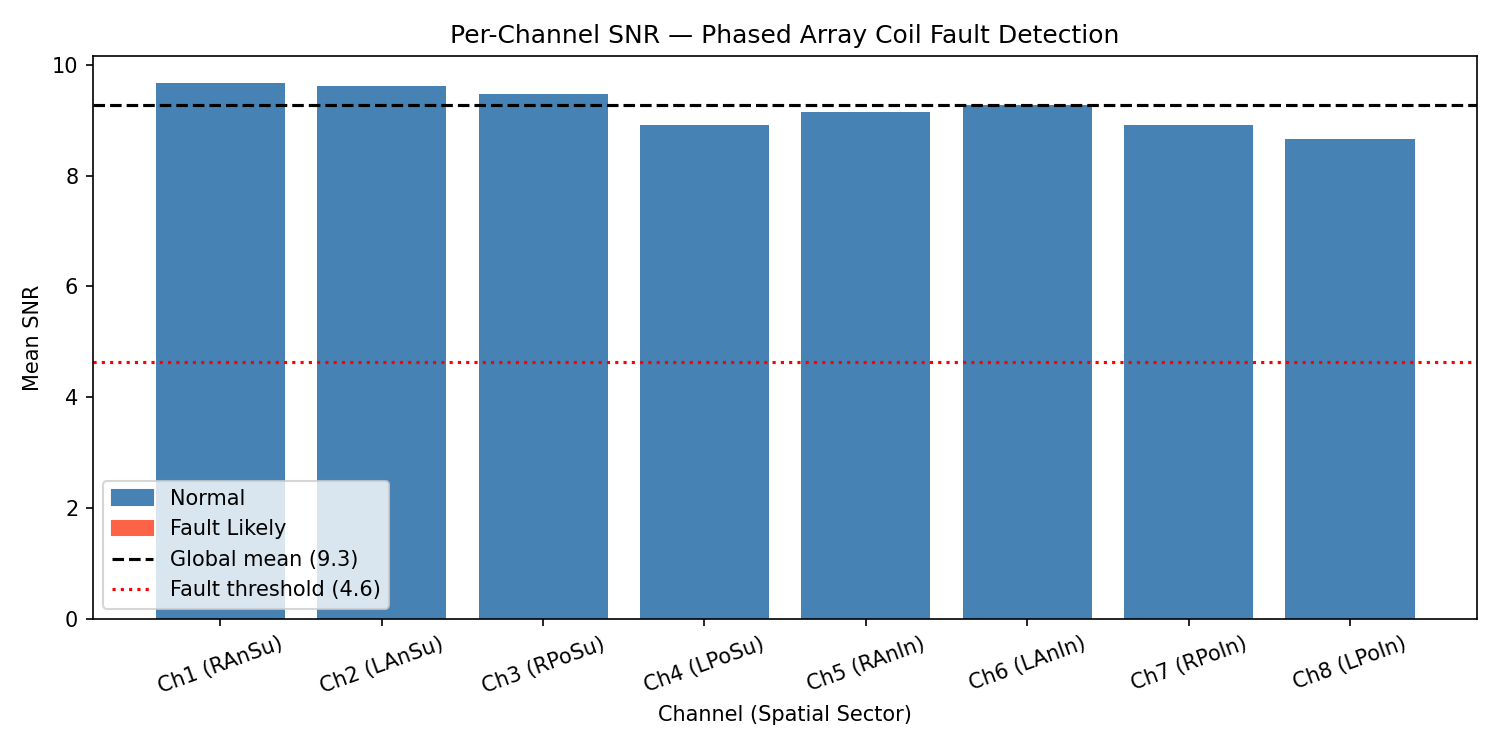 Per-Channel SNR — Phased Array Coil Fault Detection
Mean SNR
10
8
6
4
2
0
Normal
Fault Likely
Global mean (9.3)
Fault threshold (4.6)
Ch1 (RAnSu)
Ch2 (LAnSu)
Ch3 (RPoSu)
Ch4 (LPoSu)
Ch5 (RAnIn)
Ch6 (LAnIn)
Ch7 (RPoIn)
Ch8 (LPoIn)
Channel (Spatial Sector)